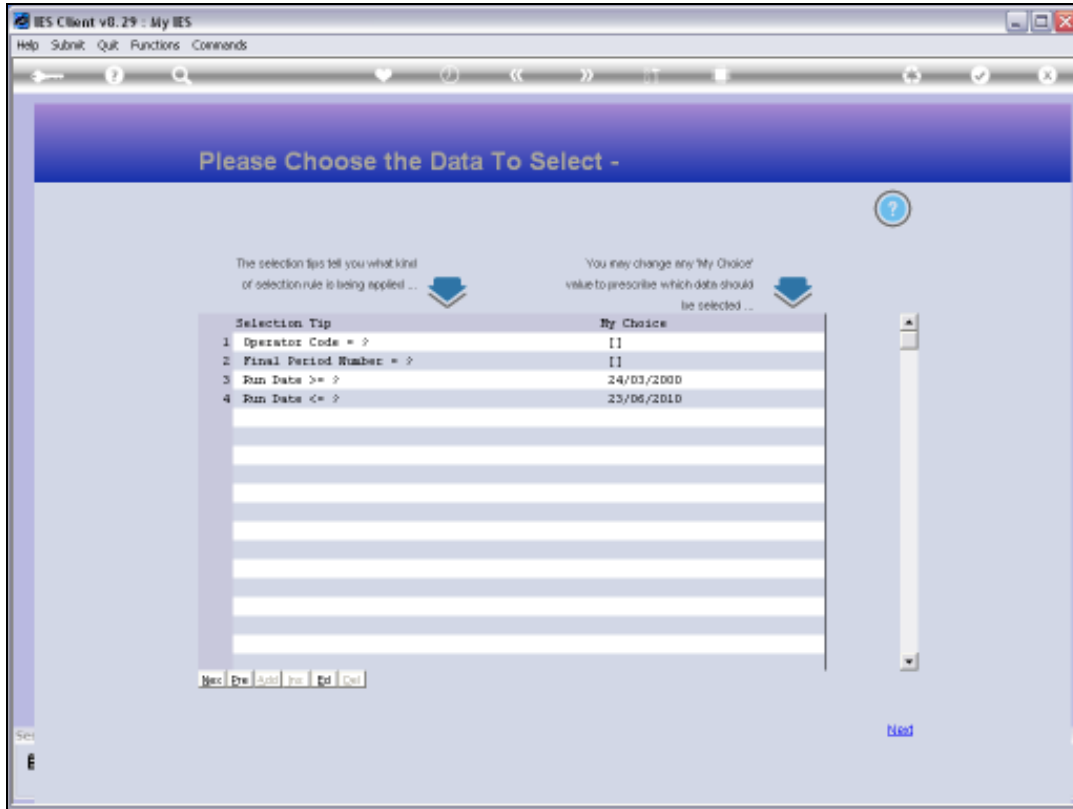 IES Client v8.29 : My IES
Help Submit Quit Functions Commands
Please Choose the Data To Select -
The selection tips tell you what kind
of selection rule is being applied ...
You may change any 'My Choice'
value to prescribe which data should
be selected ...
Selection Tip My Choice
1 Operator Code = ? []
2 Final Period Number = ? []
3 Run Date >= ? 24/03/2000
4 Run Date <= ? 23/06/2010
Nex Pre Add Ins Ed Del
Next